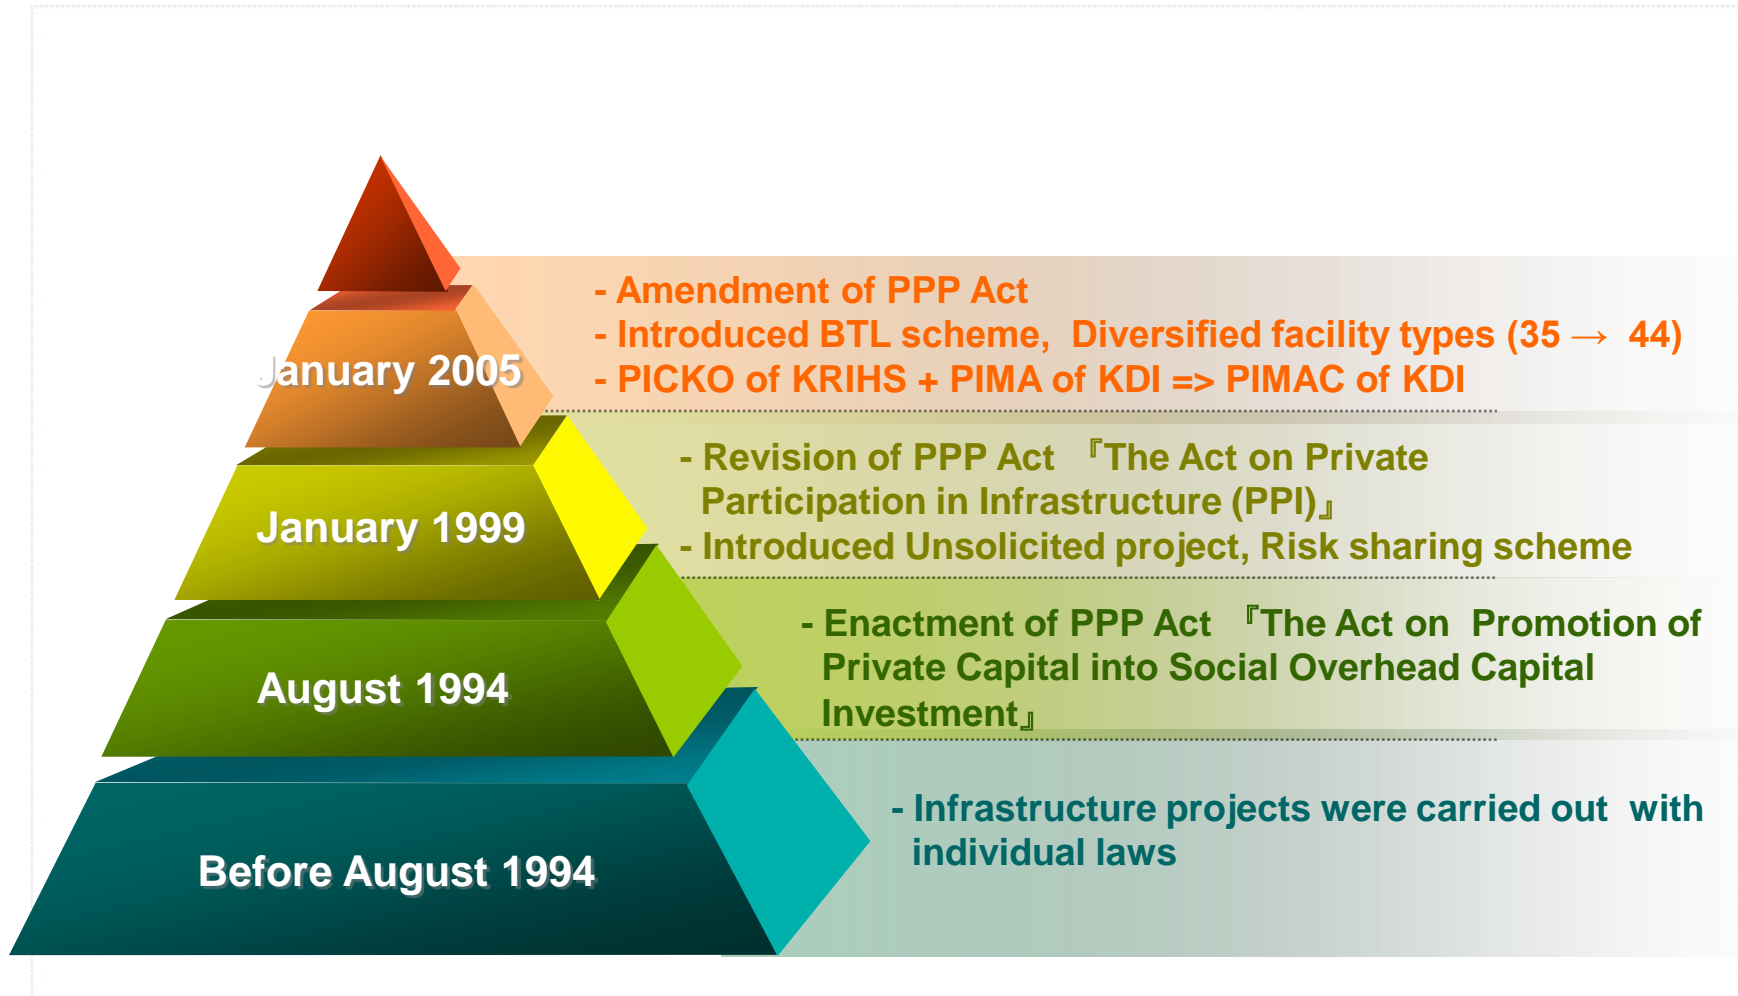 - Amendment of PPP Act
- Introduced BTL scheme, Diversified facility types (35 → 44)
January 2005
- PICKO of KRIHS + PIMA of KDI => PIMAC of KDI
- Revision of PPP Act 『The Act on Private
Participation in Infrastructure (PPI)』
January 1999
- Introduced Unsolicited project, Risk sharing scheme
- Enactment of PPP Act 『The Act on Promotion of
Private Capital into Social Overhead Capital
Investment』
August 1994
- Infrastructure projects were carried out with
individual laws
Before August 1994